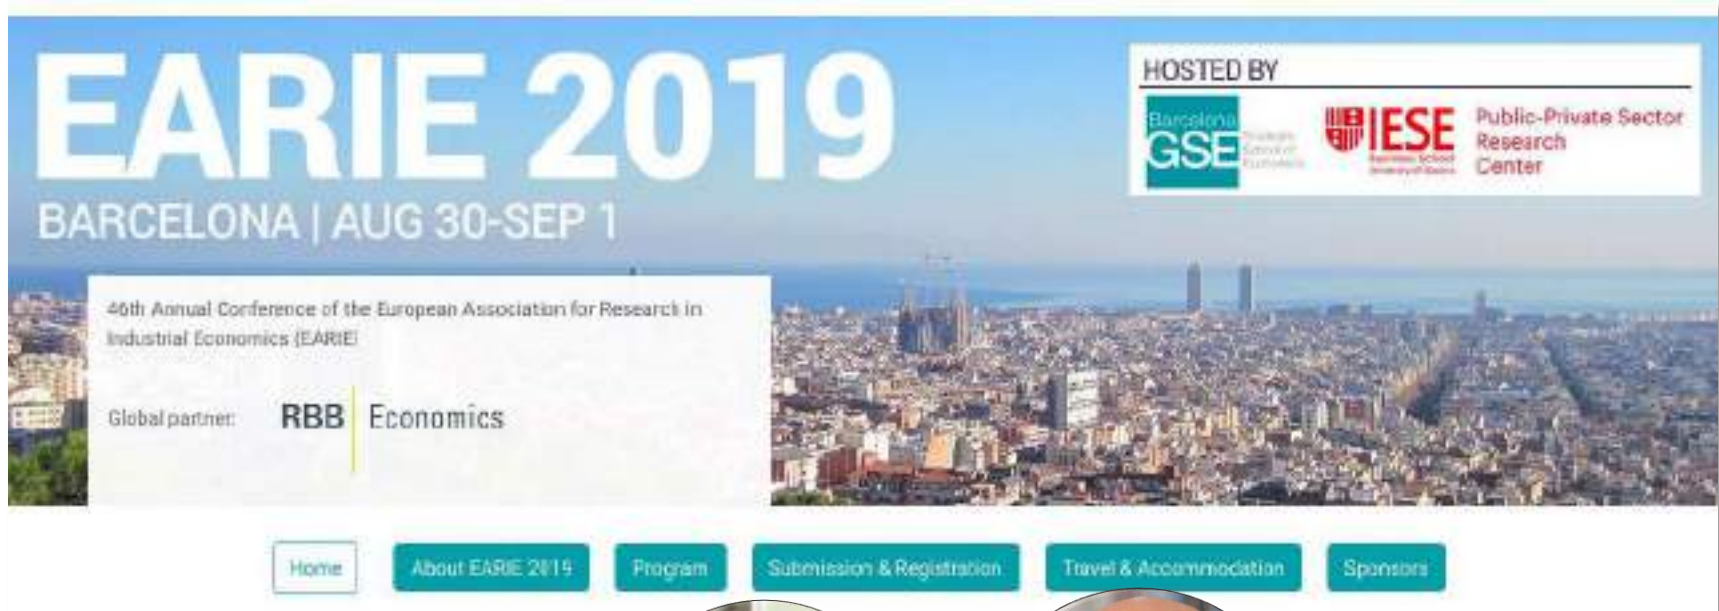 EARIE 2019
BARCELONA | AUG 30-SEP 1
HOSTED BY
Barcelona
GSE
IESE
Public-Private Sector
Research
Center
46th Annual Conference of the European Association for Research in
Industrial Economics (EARIE)
Global partner:
RBB Economics
Home
About EARIE 2019
Program
Submission & Registration
Travel & Accommodation
Sponsors